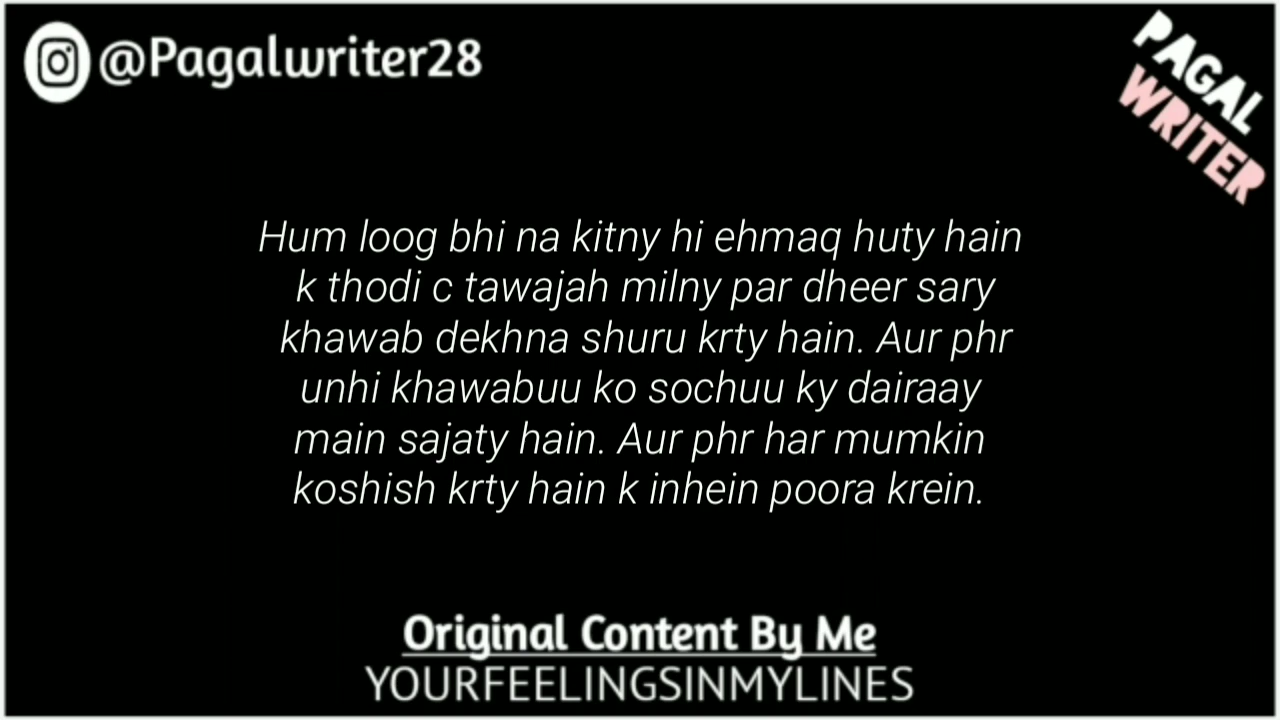 @Pagalwriter28
PAGAL
WRITER
Hum loog bhi na kitny hi ehmaq huty hain
k thodi c tawajah milny par dheer sary
khawab dekhna shuru krty hain. Aur phr
unhi khawabuu ko sochuu ky dairaay
main sajaty hain. Aur phr har mumkin
koshish krty hain k inhein poora krein.
Original Content By Me
YOURFEELINGSINMYLINES